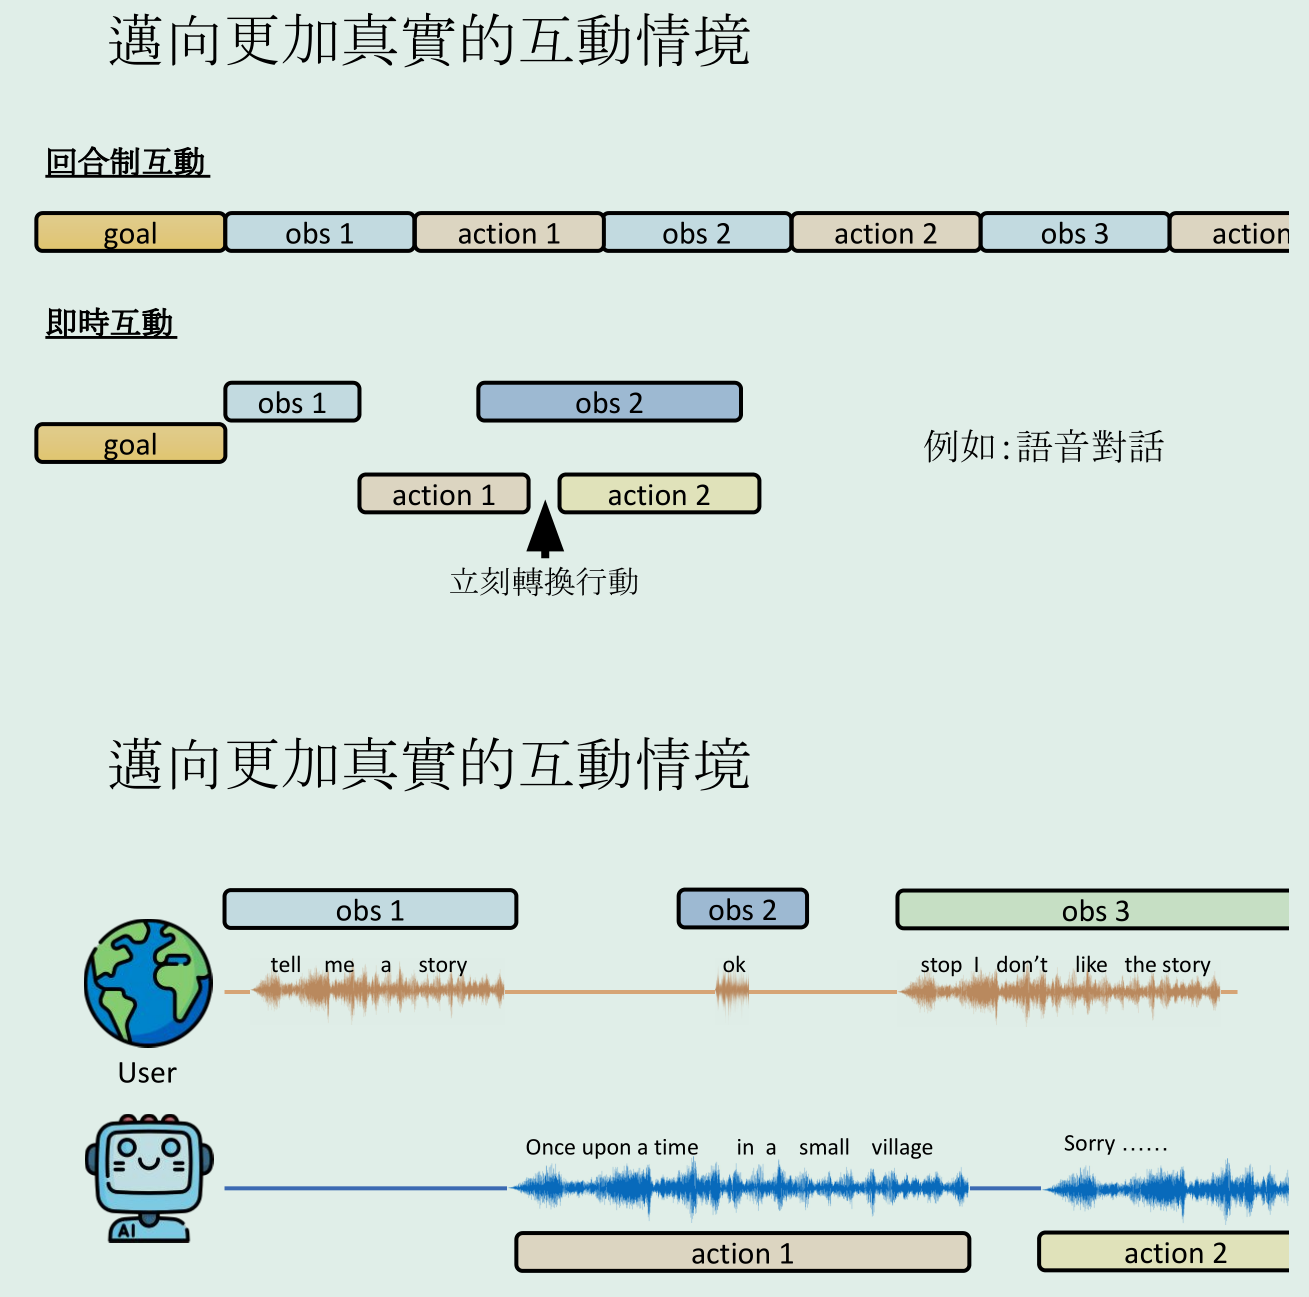 邁向更加真實的互動情境
回合制互動
goal obs 1 action 1 obs 2 action 2 obs 3 action
即時互動
obs 1 obs 2
goal
例如:語音對話
action 1 action 2
立刻轉換行動
邁向更加真實的互動情境
obs 1 obs 2 obs 3
tell me a story ok stop I don't like the story
User
Once upon a time in a small village Sorry ......
AI
action 1 action 2